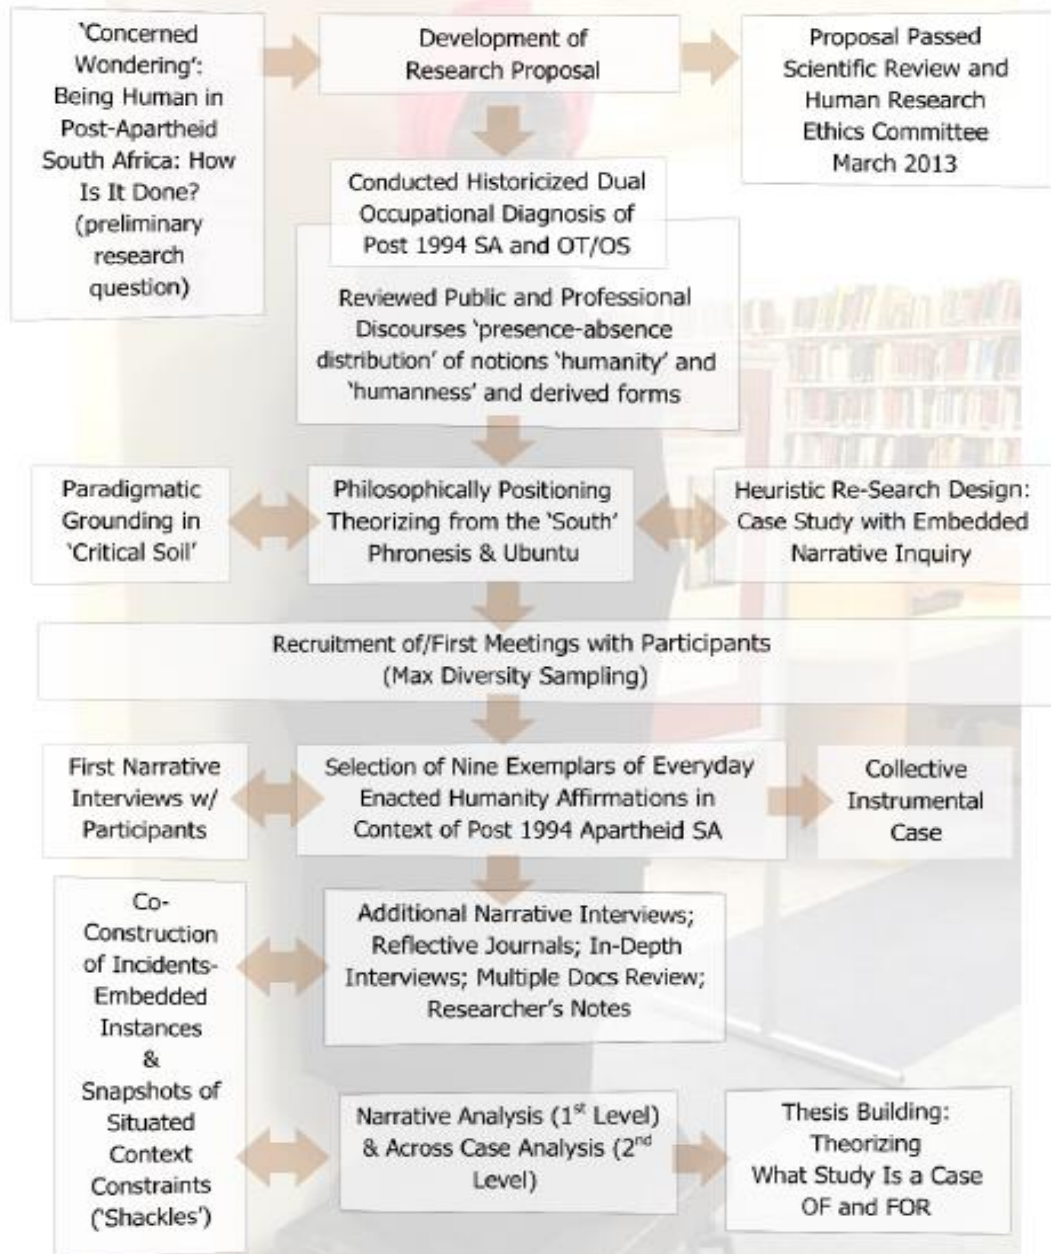 ‘Concerned
Wondering’:
Being Human in
Post-Apartheid
South Africa: How
Is It Done?
(preliminary
research
question)
Development of
Research Proposal
Proposal Passed
Scientific Review and
Human Research
Ethics Committee
March 2013
Conducted Historicized Dual
Occupational Diagnosis of
Post 1994 SA and OT/OS
Reviewed Public and Professional
Discourses ‘presence-absence
distribution’ of notions ‘humanity’ and
‘humanness’ and derived forms
Paradigmatic
Grounding in
‘Critical Soil’
Philosophically Positioning
Theorizing from the ‘South’
Phronesis & Ubuntu
Heuristic Re-Search Design:
Case Study with Embedded
Narrative Inquiry
Recruitment of/First Meetings with Participants
(Max Diversity Sampling)
First Narrative
Interviews w/
Participants
Selection of Nine Exemplars of Everyday
Enacted Humanity Affirmations in
Context of Post 1994 Apartheid SA
Collective
Instrumental
Case
Co-
Construction
of Incidents-
Embedded
Instances
&
Snapshots of
Situated
Context
Constraints
(‘Shackles’)
Additional Narrative Interviews;
Reflective Journals; In-Depth
Interviews; Multiple Docs Review;
Researcher’s Notes
Narrative Analysis (1st Level)
& Across Case Analysis (2nd
Level)
Thesis Building:
Theorizing
What Study Is a Case
OF and FOR